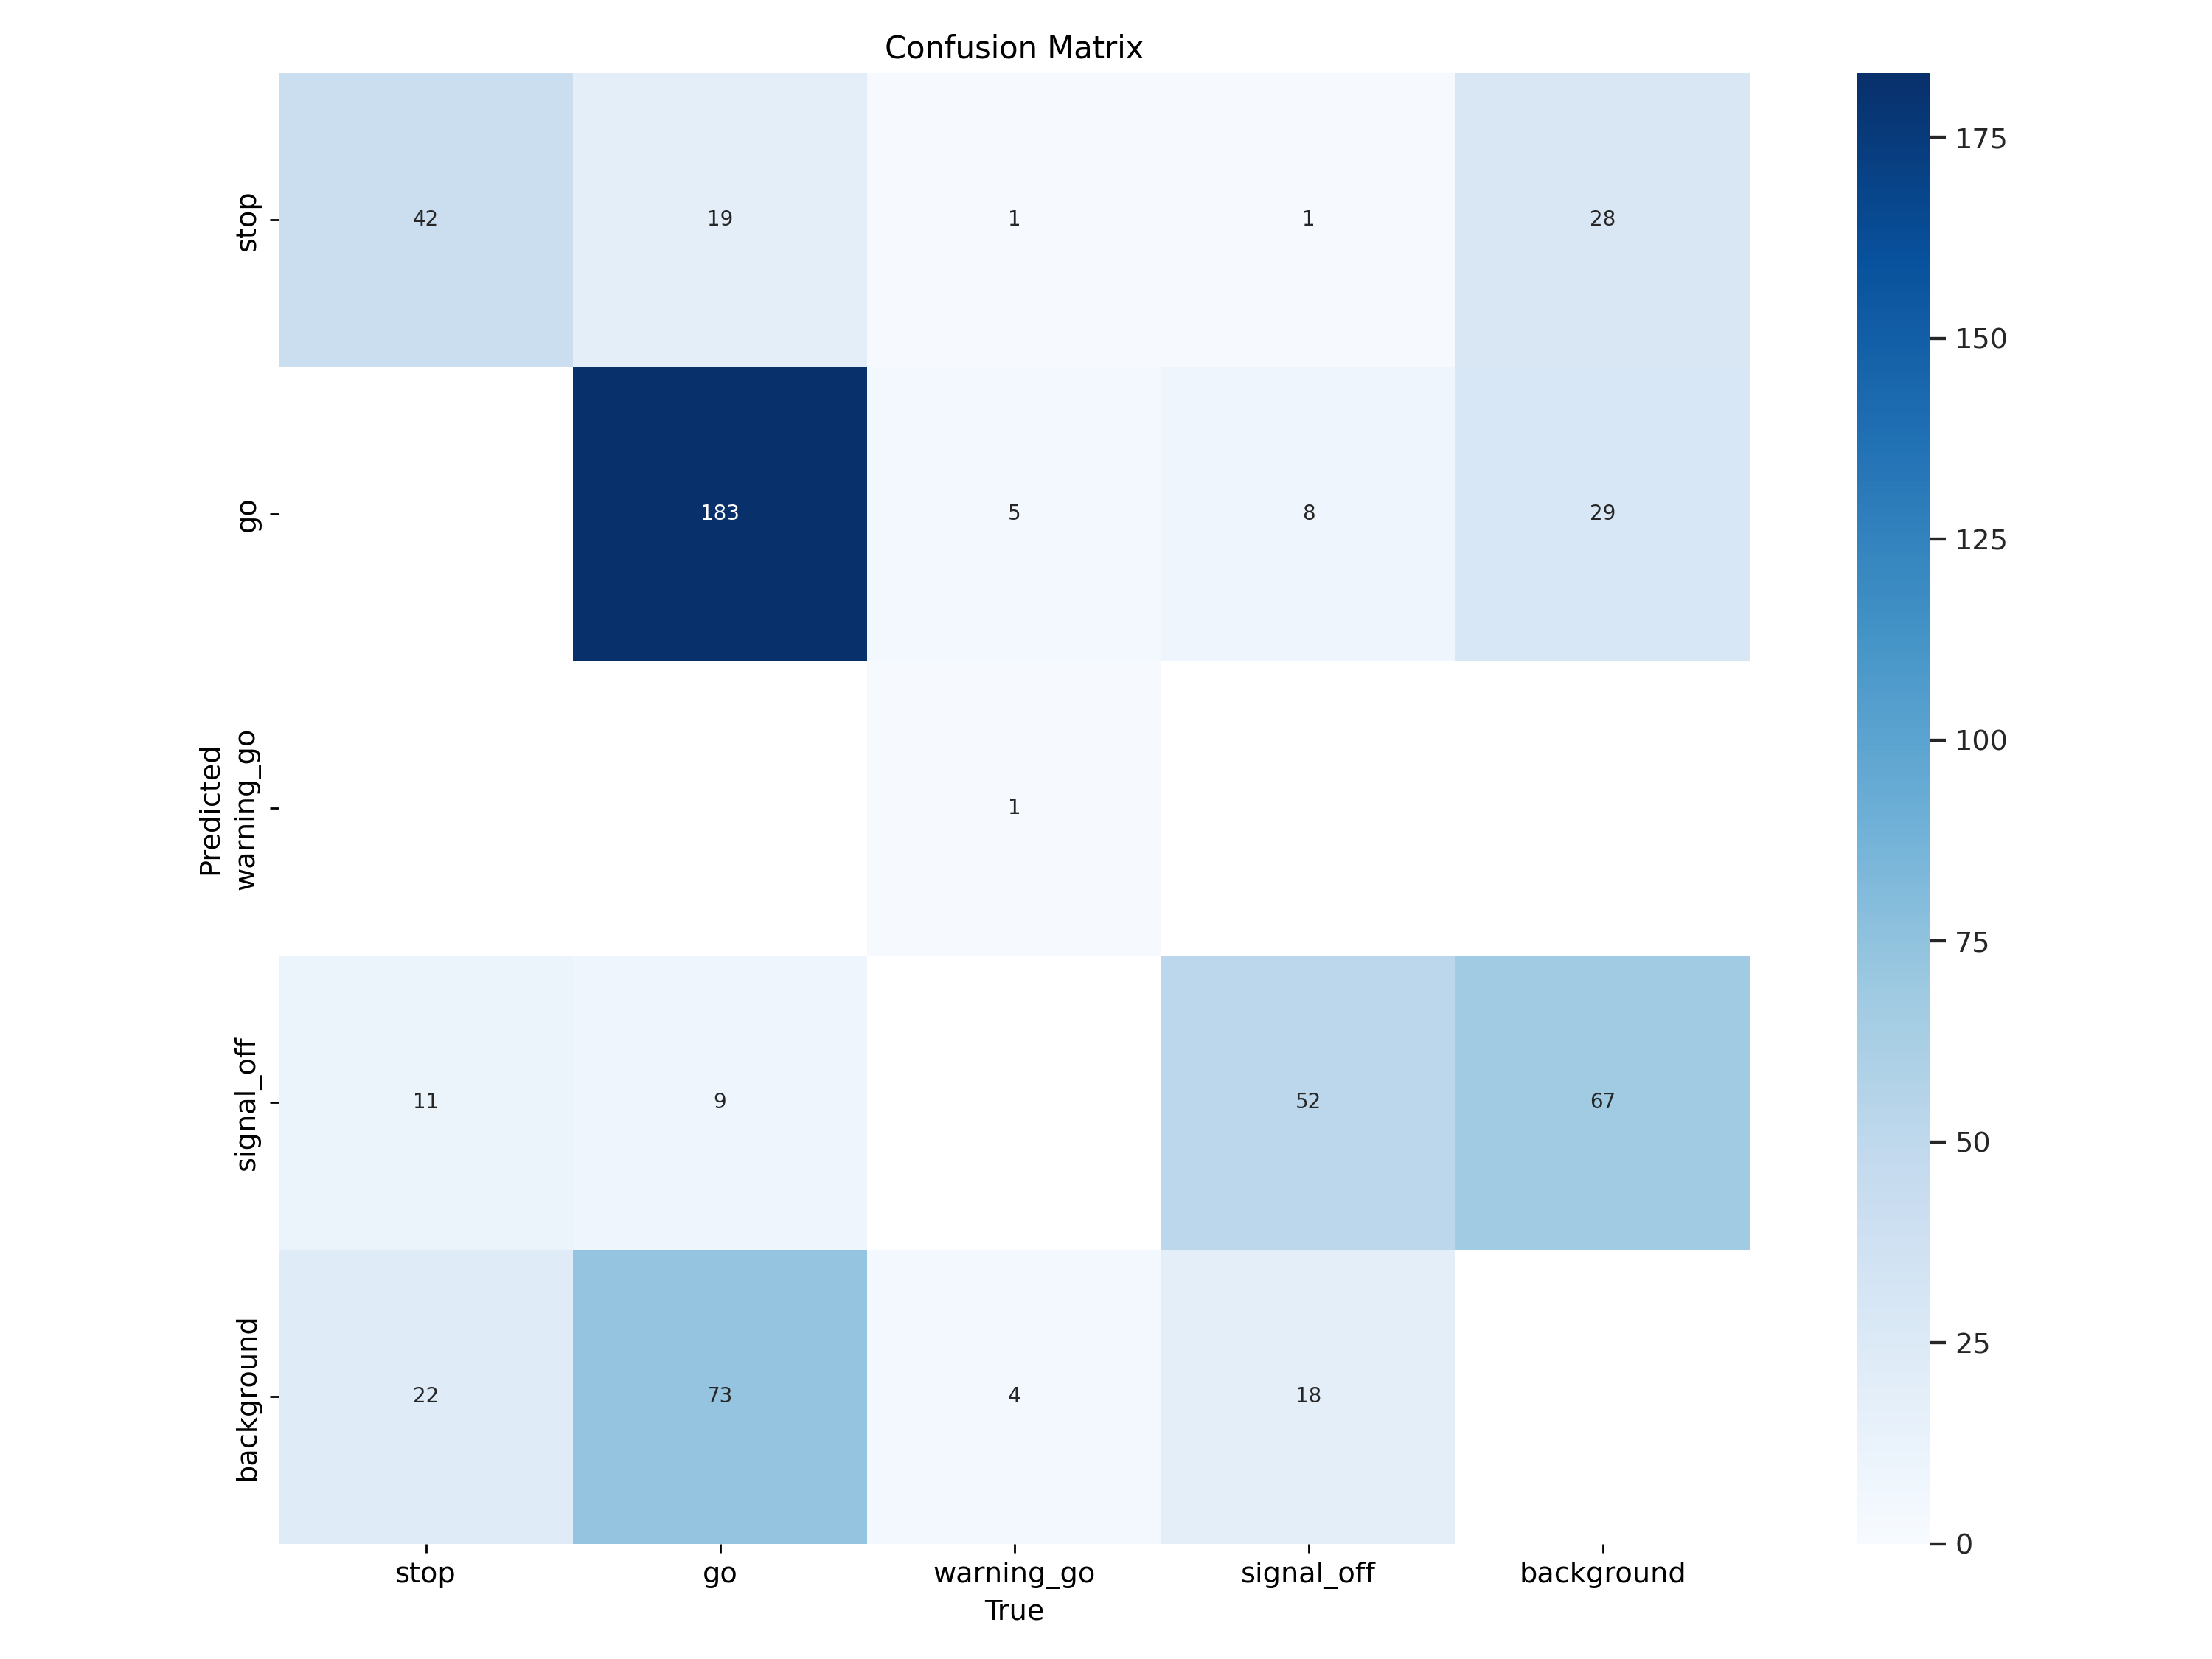 Confusion Matrix
stop 42 19 1 1 28
go 183 5 8 29
warning_go 1
signal_off 11 9 52 67
background 22 73 4 18
Predicted
stop go warning_go signal_off background
True
175
150
125
100
75
50
25
0